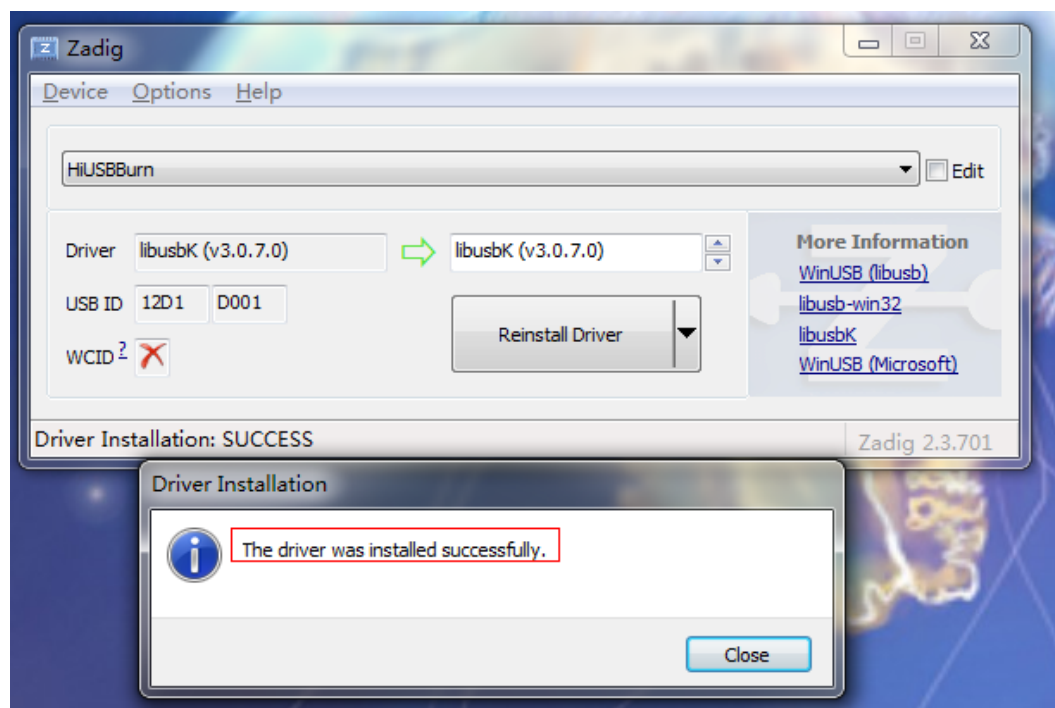 Zadig
Device Options Help
HiUSBBurn
Edit
Driver libusbK (v3.0.7.0) libusbK (v3.0.7.0)
USB ID 12D1 D001
WCID ?
Reinstall Driver
More Information
WinUSB (libusb)
libusb-win32
libusbK
WinUSB (Microsoft)
Driver Installation: SUCCESS
Zadig 2.3.701
Driver Installation
The driver was installed successfully.
Close